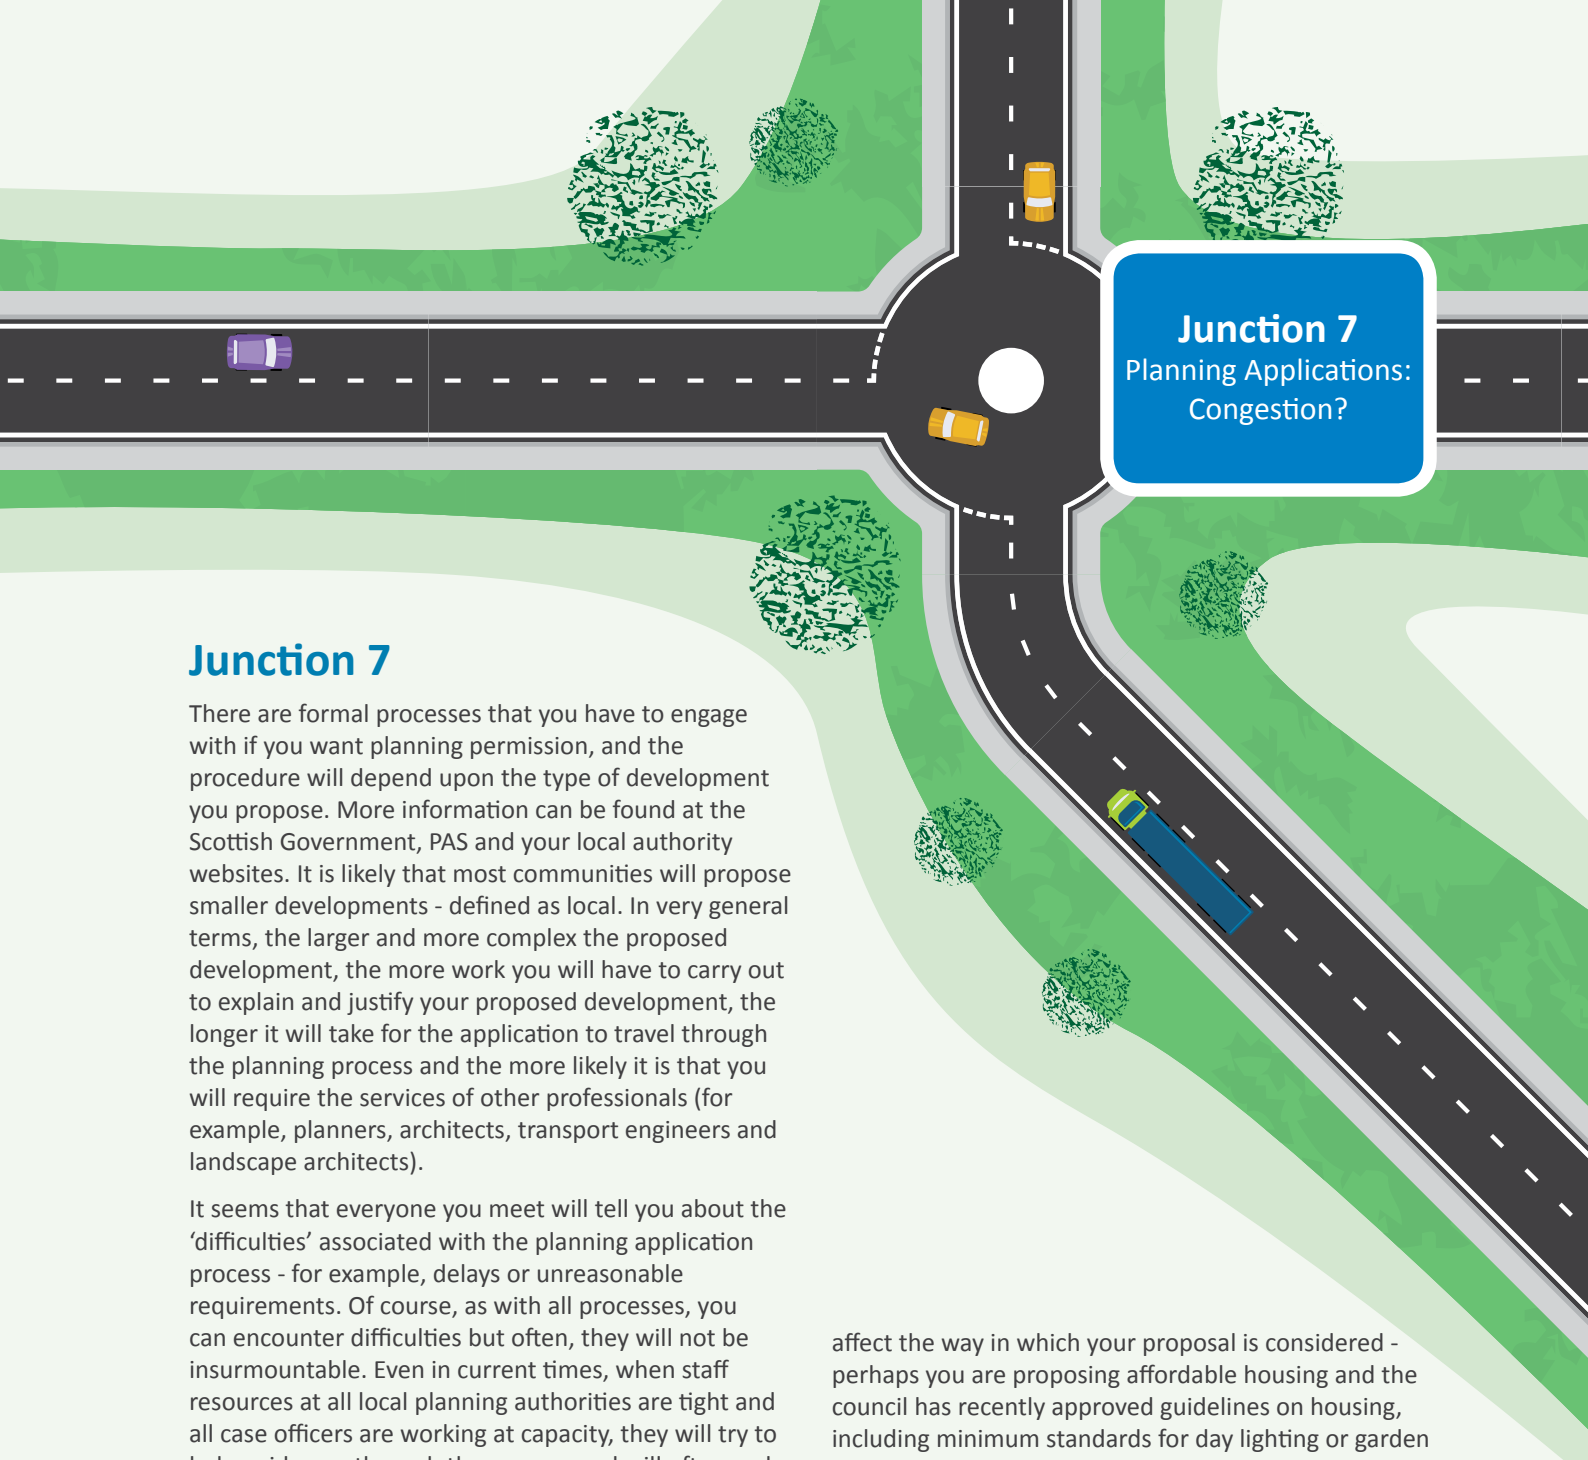 Junction 7
Planning Applications:
Congestion?
Junction 7
There are formal processes that you have to engage
with if you want planning permission, and the
procedure will depend upon the type of development
you propose. More information can be found at the
Scottish Government, PAS and your local authority
websites. It is likely that most communities will propose
smaller developments - defined as local. In very general
terms, the larger and more complex the proposed
development, the more work you will have to carry out
to explain and justify your proposed development, the
longer it will take for the application to travel through
the planning process and the more likely it is that you
will require the services of other professionals (for
example, planners, architects, transport engineers and
landscape architects).
It seems that everyone you meet will tell you about the
‘difficulties’ associated with the planning application
process - for example, delays or unreasonable
requirements. Of course, as with all processes, you
can encounter difficulties but often, they will not be
insurmountable. Even in current times, when staff
resources at all local planning authorities are tight and
all case officers are working at capacity, they will try to
affect the way in which your proposal is considered -
perhaps you are proposing affordable housing and the
council has recently approved guidelines on housing,
including minimum standards for day lighting or garden